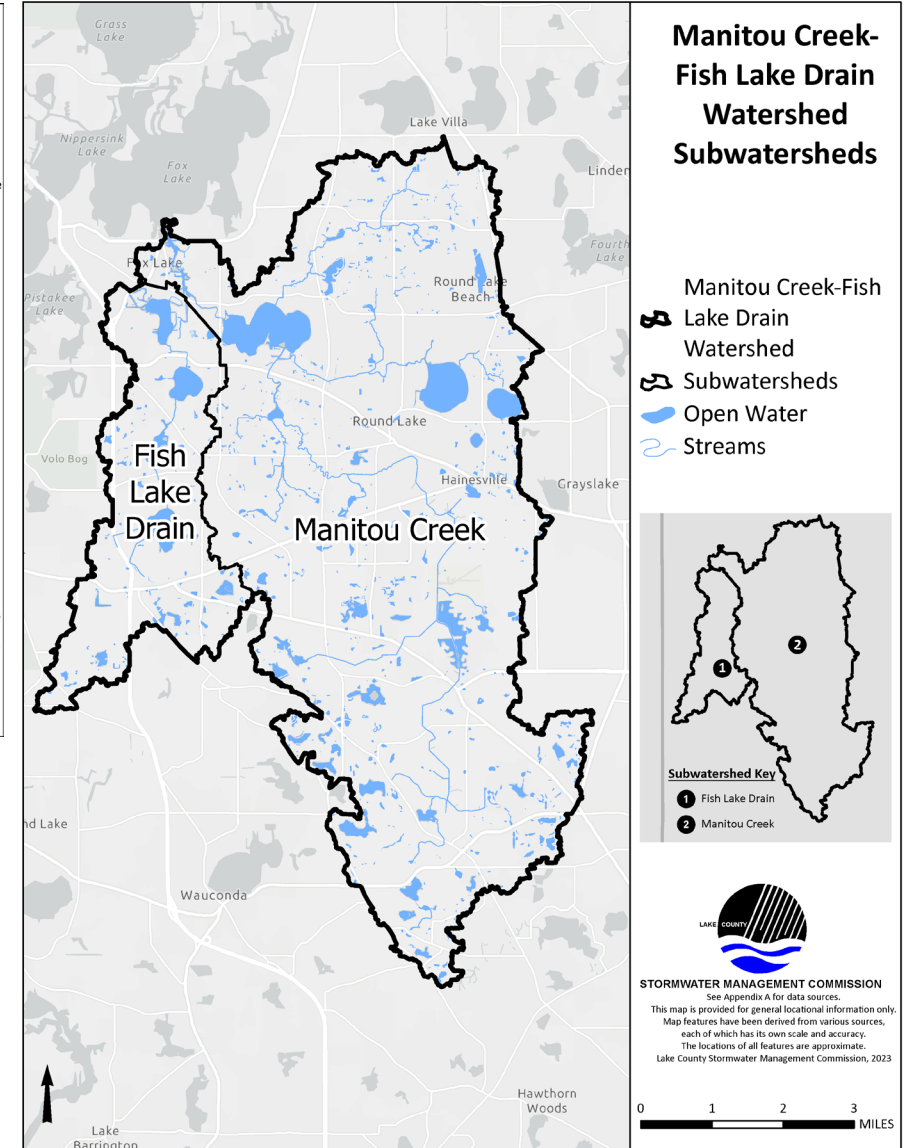 Grass
Lake
Lake Villa
Nippersink
Lake
Fox
Lake
Linden
Fourth
Lake
Fox Lake
Pistakee
Lake
Round Lake
Beach
Round Lake
Volo Bog
Fish
Lake
Drain
Hainesville
Grayslake
Manitou Creek
nd Lake
Wauconda
Hawthorn
Woods
Lake
Barrington
Manitou Creek-
Fish Lake Drain
Watershed
Subwatersheds
Manitou Creek-Fish
Lake Drain
Watershed
Subwatersheds
Open Water
Streams
1
2
Subwatershed Key
1 Fish Lake Drain
2 Manitou Creek
LAKE COUNTY
STORMWATER MANAGEMENT COMMISSION
See Appendix A for data sources.
This map is provided for general locational information only.
Map features have been derived from various sources,
each of which has its own scale and accuracy.
The locations of all features are approximate.
Lake County Stormwater Management Commission, 2023
0 1 2 3
MILES